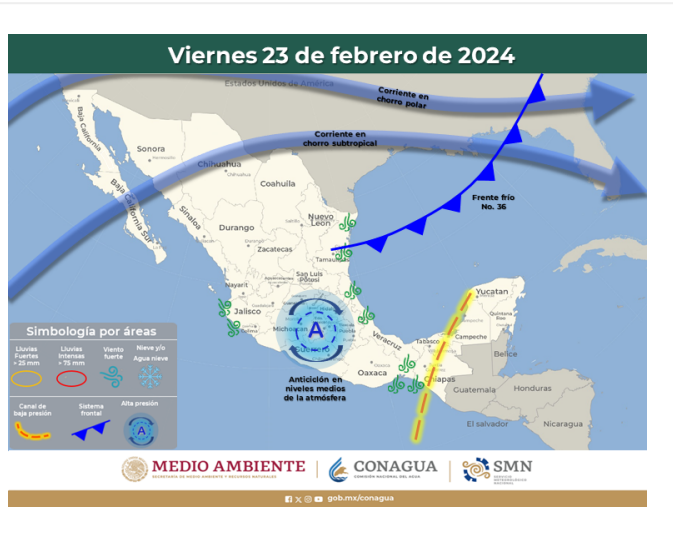 Viernes 23 de febrero de 2024
Estados Unidos de América
Corriente en
chorro polar
Corriente en
chorro subtropical
Baja California
Sonora
Chihuahua
Chihuahua
Coahuila
Baja California Sur
Sinaloa
Durango
Nuevo
León
Frente frío
No. 36
Zacatecas
Tamaulipas
San Luis
Potosí
Nayarit
Jalisco
Michoacán
A
Guerrero
Veracruz
Yucatan
Quintana
Roo
Campeche
Tabasco
Oaxaca
Chiapas
Belice
Guatemala
Honduras
El salvador
Nicaragua
Anticiclón en
niveles medios
de la atmósfera
Simbología por áreas
Lluvias
Fuertes
> 25 mm
Lluvias
Intensas
> 75 mm
Viento
fuerte
Nieve y/o
Agua nieve
Canal de
baja presión
Sistema
frontal
Alta presión
A
MEDIO AMBIENTE
SECRETARÍA DE MEDIO AMBIENTE Y RECURSOS NATURALES
CONAGUA
COMISIÓN NACIONAL DEL AGUA
SMN
SERVICIO
METEOROLÓGICO
NACIONAL
gob.mx/conagua